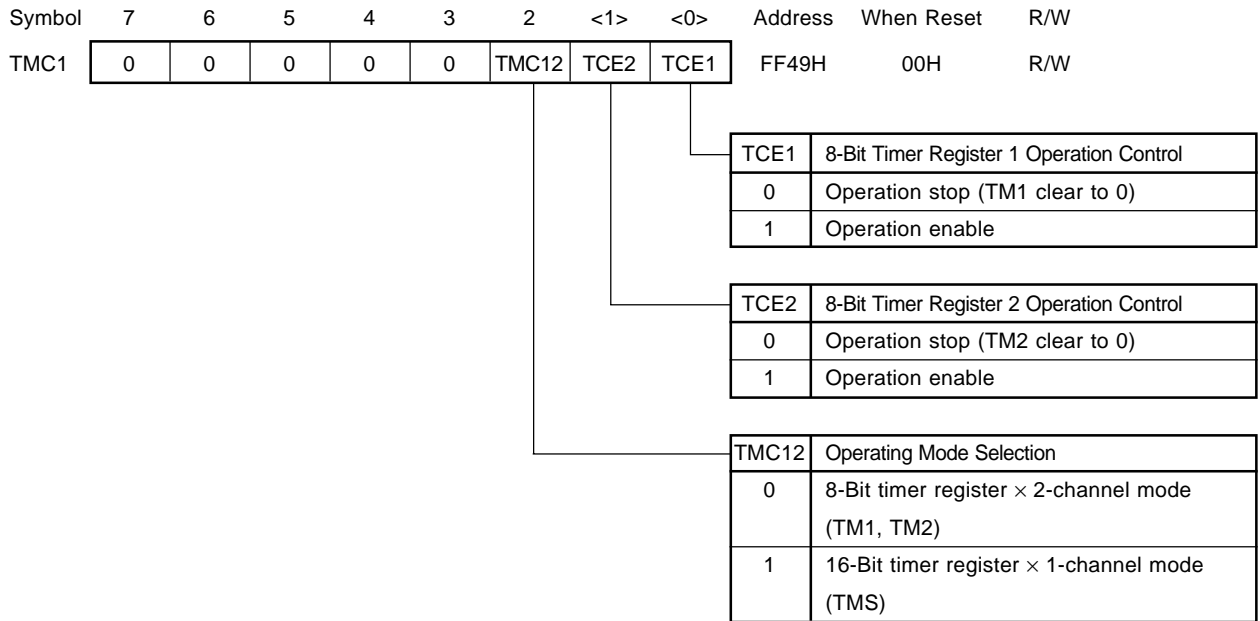 Symbol 7 6 5 4 3 2 <1> <0> Address When Reset R/W
TMC1 0 0 0 0 0 TMC12 TCE2 TCE1 FF49H 00H R/W
TCE1 8-Bit Timer Register 1 Operation Control
0 Operation stop (TM1 clear to 0)
1 Operation enable
TCE2 8-Bit Timer Register 2 Operation Control
0 Operation stop (TM2 clear to 0)
1 Operation enable
TMC12 Operating Mode Selection
0 8-Bit timer register × 2-channel mode
(TM1, TM2)
1 16-Bit timer register × 1-channel mode
(TMS)